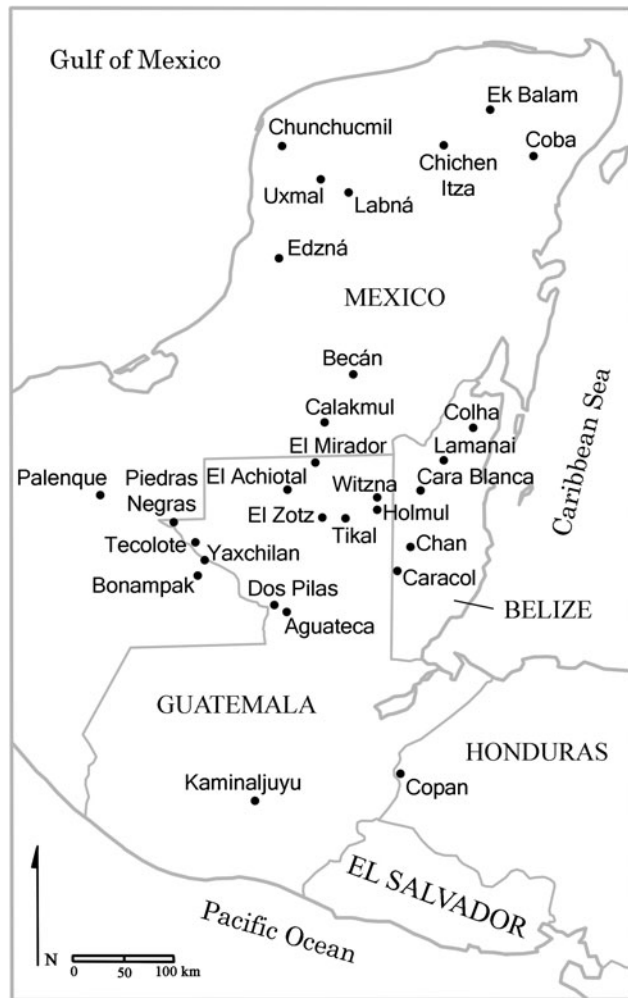 Gulf of Mexico
Ek Balam
Chunchucmil
Coba
Chichen
Itza
Uxmal
Labná
Edzná
MEXICO
Becán
Calakmul
Colha
Caribbean Sea
El Mirador
Lamanai
Palenque
Piedras
Negras
El Achiotal
Witzna
Cara Blanca
El Zotz
Tikal
Holmul
Tecolote
Yaxchilan
Chan
Bonampak
Dos Pilas
Caracol
Aguateca
BELIZE
GUATEMALA
HONDURAS
Kaminaljuyu
Copan
EL SALVADOR
Pacific Ocean
N
0 50 100 km